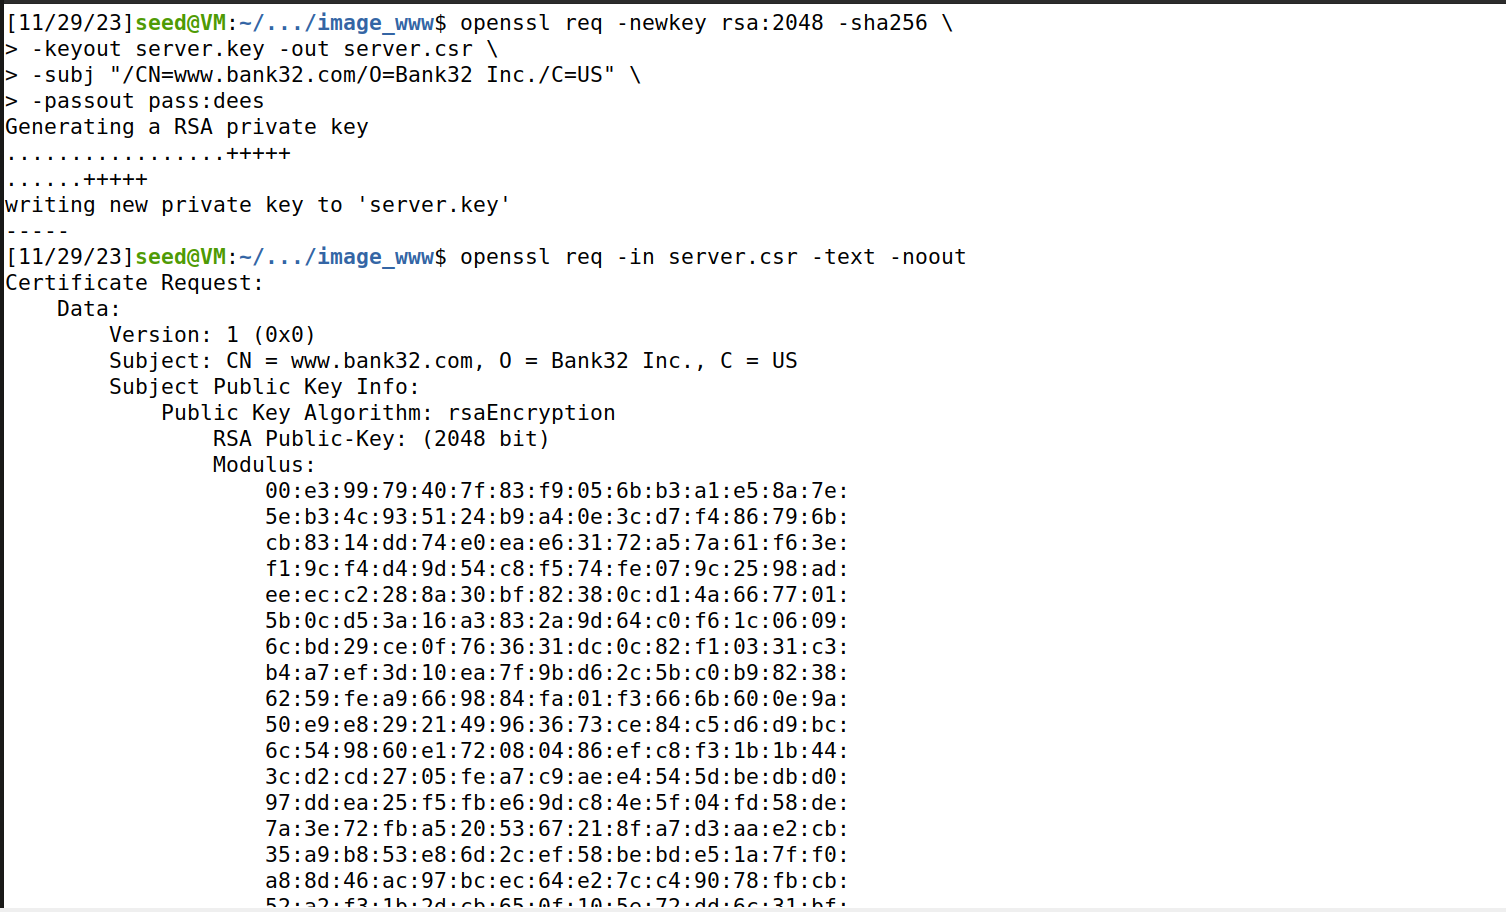 [11/29/23]seed@VM:~/.../image_www$ openssl req -newkey rsa:2048 -sha256 \
> -keyout server.key -out server.csr \
> -subj "/CN=www.bank32.com/O=Bank32 Inc./C=US" \
> -passout pass:dees
Generating a RSA private key
.................+++++
......+++++
writing new private key to 'server.key'
-----
[11/29/23]seed@VM:~/.../image_www$ openssl req -in server.csr -text -noout
Certificate Request:
    Data:
        Version: 1 (0x0)
        Subject: CN = www.bank32.com, O = Bank32 Inc., C = US
        Subject Public Key Info:
            Public Key Algorithm: rsaEncryption
                RSA Public-Key: (2048 bit)
                Modulus:
                    00:e3:99:79:40:7f:83:f9:05:6b:b3:a1:e5:8a:7e:
                    5e:b3:4c:93:51:24:b9:a4:0e:3c:d7:f4:86:79:6b:
                    cb:83:14:dd:74:e0:ea:e6:31:72:a5:7a:61:f6:3e:
                    f1:9c:f4:d4:9d:54:c8:f5:74:fe:07:9c:25:98:ad:
                    ee:ec:c2:28:8a:30:bf:82:38:0c:d1:4a:66:77:01:
                    5b:0c:d5:3a:16:a3:83:2a:9d:64:c0:f6:1c:06:09:
                    6c:bd:29:ce:0f:76:36:31:dc:0c:82:f1:03:31:c3:
                    b4:a7:ef:3d:10:ea:7f:9b:d6:2c:5b:c0:b9:82:38:
                    62:59:fe:a9:66:98:84:fa:01:f3:66:6b:60:0e:9a:
                    50:e9:e8:29:21:49:96:36:73:ce:84:c5:d6:d9:bc:
                    6c:54:98:60:e1:72:08:04:86:ef:c8:f3:1b:1b:44:
                    3c:d2:cd:27:05:fe:a7:c9:ae:e4:54:5d:be:db:d0:
                    97:dd:ea:25:f5:fb:e6:9d:c8:4e:5f:04:fd:58:de:
                    7a:3e:72:fb:a5:20:53:67:21:8f:a7:d3:aa:e2:cb:
                    35:a9:b8:53:e8:6d:2c:ef:58:be:bd:e5:1a:7f:f0:
                    a8:8d:46:ac:97:bc:ec:64:e2:7c:c4:90:78:fb:cb:
                    52:a2:f3:1b:2d:cb:65:0f:10:5e:72:dd:6c:31:bf: